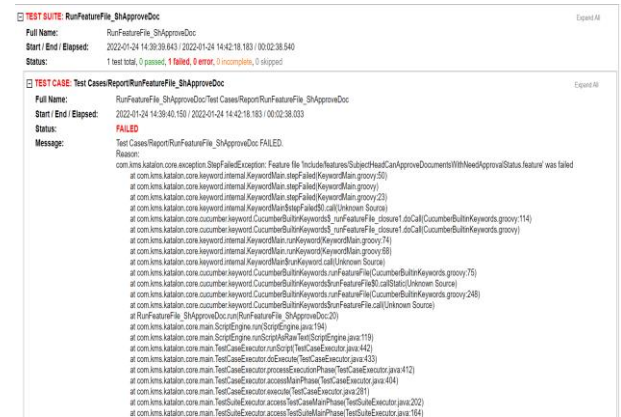 TEST SUITE: RunFeatureFile_ShApproveDoc Expand All
Full Name: RunFeatureFile_ShApproveDoc
Start / End / Elapsed: 2022-01-24 14:39:39.643 / 2022-01-24 14:42:18.183 / 00:02:38.540
Status: 1 test total, 0 passed, 1 failed, 0 error, 0 incomplete, 0 skipped
TEST CASE: Test Cases/Report/RunFeatureFile_ShApproveDoc Expand All
Full Name: RunFeatureFile_ShApproveDoc/Test Cases/Report/RunFeatureFile_ShApproveDoc
Start / End / Elapsed: 2022-01-24 14:39:40.150 / 2022-01-24 14:42:18.183 / 00:02:38.033
Status: FAILED
Message: Test Cases/Report/RunFeatureFile_ShApproveDoc FAILED.
Reason:
com.kms.katalon.core.exception.StepFailedException: Feature file 'Include/features/SubjectHeadCanApproveDocumentsWithNeedApprovalStatus.feature' was failed
at com.kms.katalon.core.keyword.internal.KeywordMain.stepFailed(KeywordMain.groovy:50)
at com.kms.katalon.core.keyword.internal.KeywordMain.stepFailed(KeywordMain.groovy)
at com.kms.katalon.core.keyword.internal.KeywordMain.stepFailed(KeywordMain.groovy:23)
at com.kms.katalon.core.keyword.internal.KeywordMain$stepFailed$0.call(Unknown Source)
at com.kms.katalon.core.cucumber.keyword.CucumberBuiltinKeywords$_runFeatureFile_closure1.doCall(CucumberBuiltinKeywords.groovy:114)
at com.kms.katalon.core.cucumber.keyword.CucumberBuiltinKeywords$_runFeatureFile_closure1.doCall(CucumberBuiltinKeywords.groovy)
at com.kms.katalon.core.keyword.internal.KeywordMain.runKeyword(KeywordMain.groovy:74)
at com.kms.katalon.core.keyword.internal.KeywordMain.runKeyword(KeywordMain.groovy:68)
at com.kms.katalon.core.keyword.internal.KeywordMain$runKeyword.call(Unknown Source)
at com.kms.katalon.core.cucumber.keyword.CucumberBuiltinKeywords.runFeatureFile(CucumberBuiltinKeywords.groovy:75)
at com.kms.katalon.core.cucumber.keyword.CucumberBuiltinKeywords$runFeatureFile$0.callStatic(Unknown Source)
at com.kms.katalon.core.cucumber.keyword.CucumberBuiltinKeywords.runFeatureFile(CucumberBuiltinKeywords.groovy:248)
at com.kms.katalon.core.cucumber.keyword.CucumberBuiltinKeywords$runFeatureFile.call(Unknown Source)
at RunFeatureFile_ShApproveDoc.run(RunFeatureFile_ShApproveDoc:20)
at com.kms.katalon.core.main.ScriptEngine.run(ScriptEngine.java:194)
at com.kms.katalon.core.main.ScriptEngine.runScriptAsRawText(ScriptEngine.java:119)
at com.kms.katalon.core.main.TestCaseExecutor.runScript(TestCaseExecutor.java:442)
at com.kms.katalon.core.main.TestCaseExecutor.doExecute(TestCaseExecutor.java:433)
at com.kms.katalon.core.main.TestCaseExecutor.processExecutionPhase(TestCaseExecutor.java:412)
at com.kms.katalon.core.main.TestCaseExecutor.accessMainPhase(TestCaseExecutor.java:404)
at com.kms.katalon.core.main.TestCaseExecutor.execute(TestCaseExecutor.java:281)
at com.kms.katalon.core.main.TestSuiteExecutor.accessTestCaseMainPhase(TestSuiteExecutor.java:202)
at com.kms.katalon.core.main.TestSuiteExecutor.accessTestSuiteMainPhase(TestSuiteExecutor.java:164)